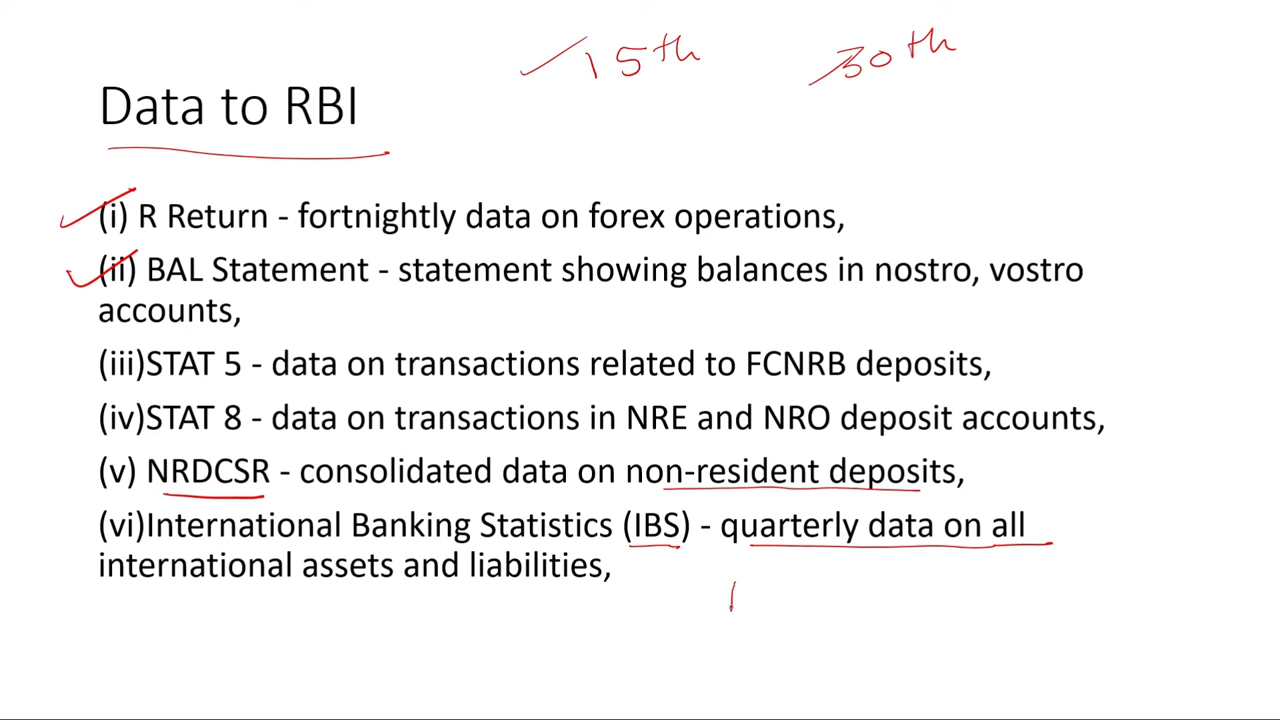 15th 30th
Data to RBI
(i) R Return - fortnightly data on forex operations,
(ii) BAL Statement - statement showing balances in nostro, vostro
accounts,
(iii)STAT 5 - data on transactions related to FCNRB deposits,
(iv)STAT 8 - data on transactions in NRE and NRO deposit accounts,
(v) NRDCSR - consolidated data on non-resident deposits,
(vi)International Banking Statistics (IBS) - quarterly data on all
international assets and liabilities,